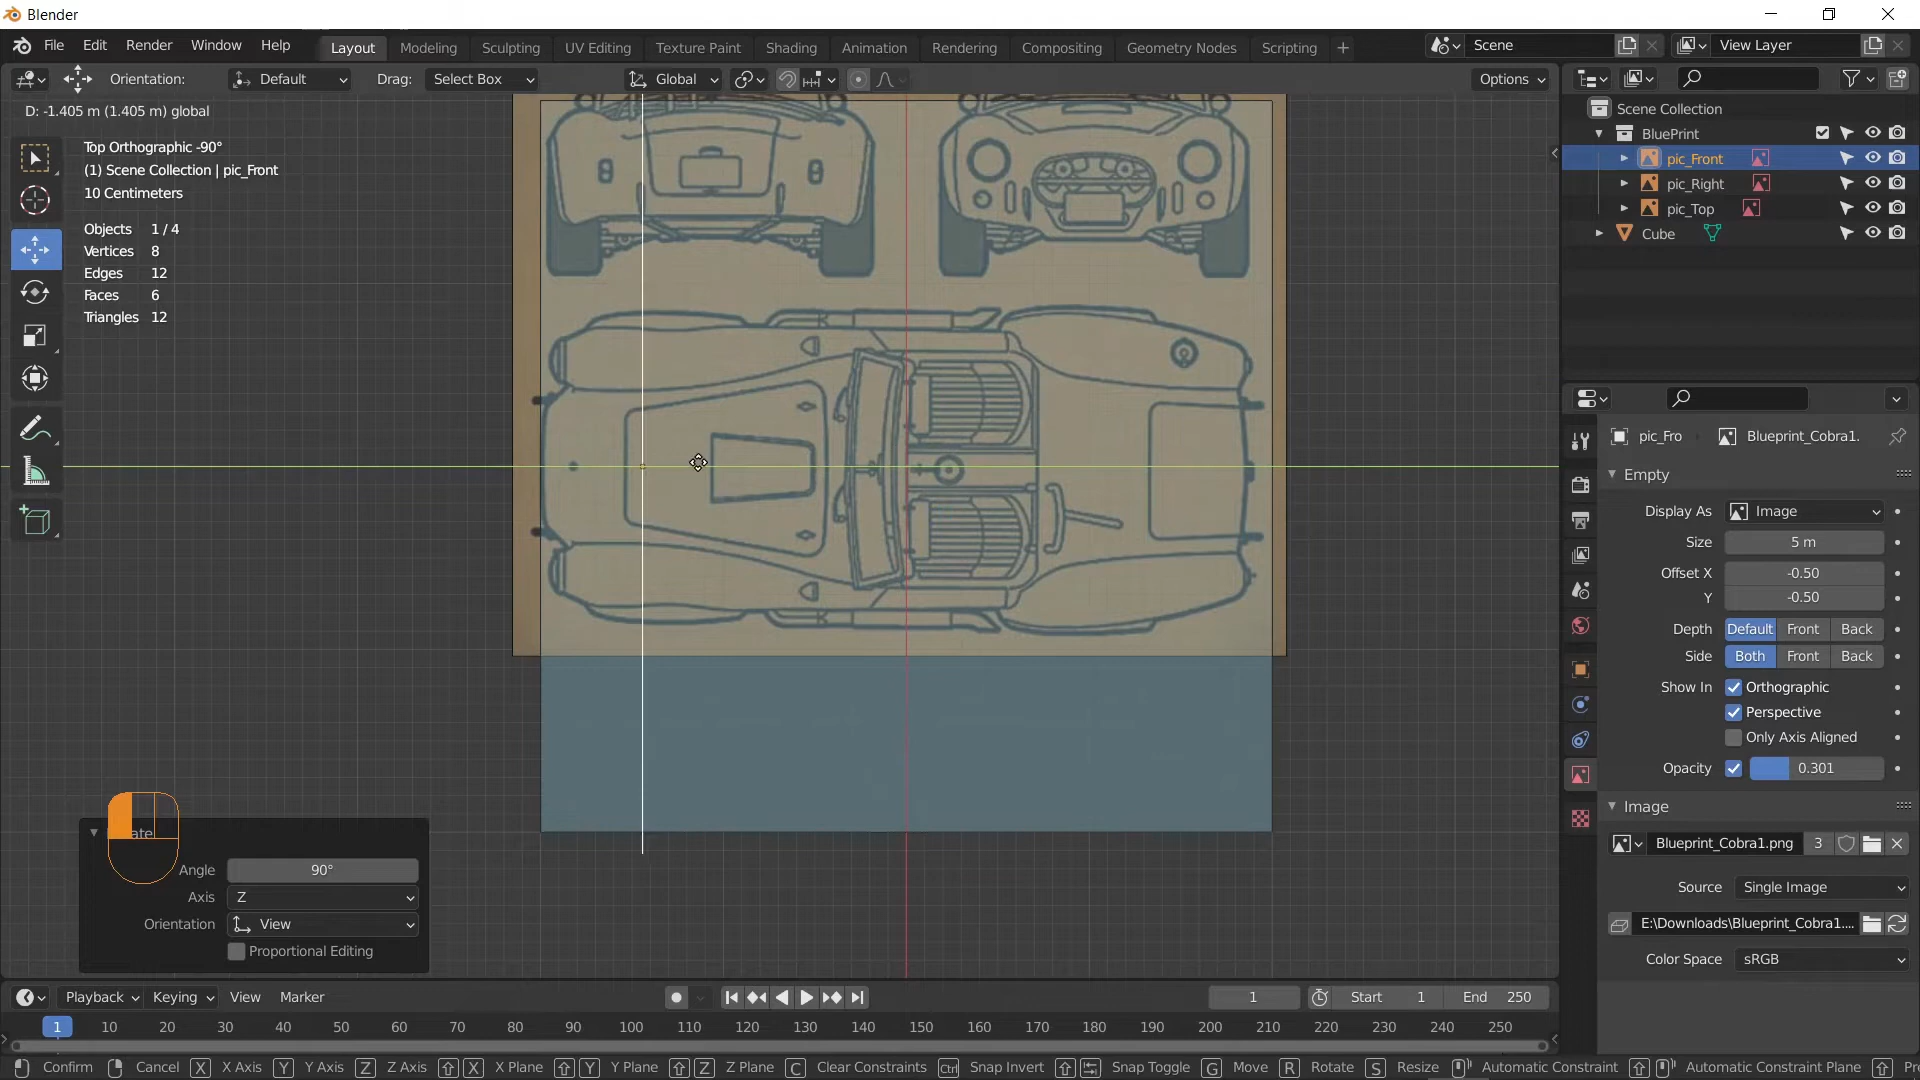 Blender
File Edit Render Window Help Layout Modeling Sculpting UV Editing Texture Paint Shading Animation Rendering Compositing Geometry Nodes Scripting + Scene View Layer
Orientation: Default Drag: Select Box Global Options
D: -1.405 m (1.405 m) global
Top Orthographic -90°
(1) Scene Collection | pic_Front
10 Centimeters
Objects 1 / 4
Vertices 8
Edges 12
Faces 6
Triangles 12
Scene Collection
BluePrint
pic_Front
pic_Right
pic_Top
Cube
pic_Fro Blueprint_Cobra1.
Empty
Display As Image
Size 5 m
Offset X -0.50
Y -0.50
Depth Default Front Back
Side Both Front Back
Show In Orthographic
Perspective
Only Axis Aligned
Opacity 0.301
Image
Blueprint_Cobra1.png 3
Source Single Image
E:\Downloads\Blueprint_Cobra1....
Color Space sRGB
ate
Angle 90°
Axis Z
Orientation View
Proportional Editing
Playback Keying View Marker 1 Start 1 End 250
1 10 20 30 40 50 60 70 80 90 100 110 120 130 140 150 160 170 180 190 200 210 220 230 240 250
Confirm Cancel X X Axis Y Y Axis Z Z Axis X X Plane Y Y Plane Z Z Plane C Clear Constraints Ctrl Snap Invert Snap Toggle G Move R Rotate S Resize Automatic Constraint Automatic Constraint Plane Pr